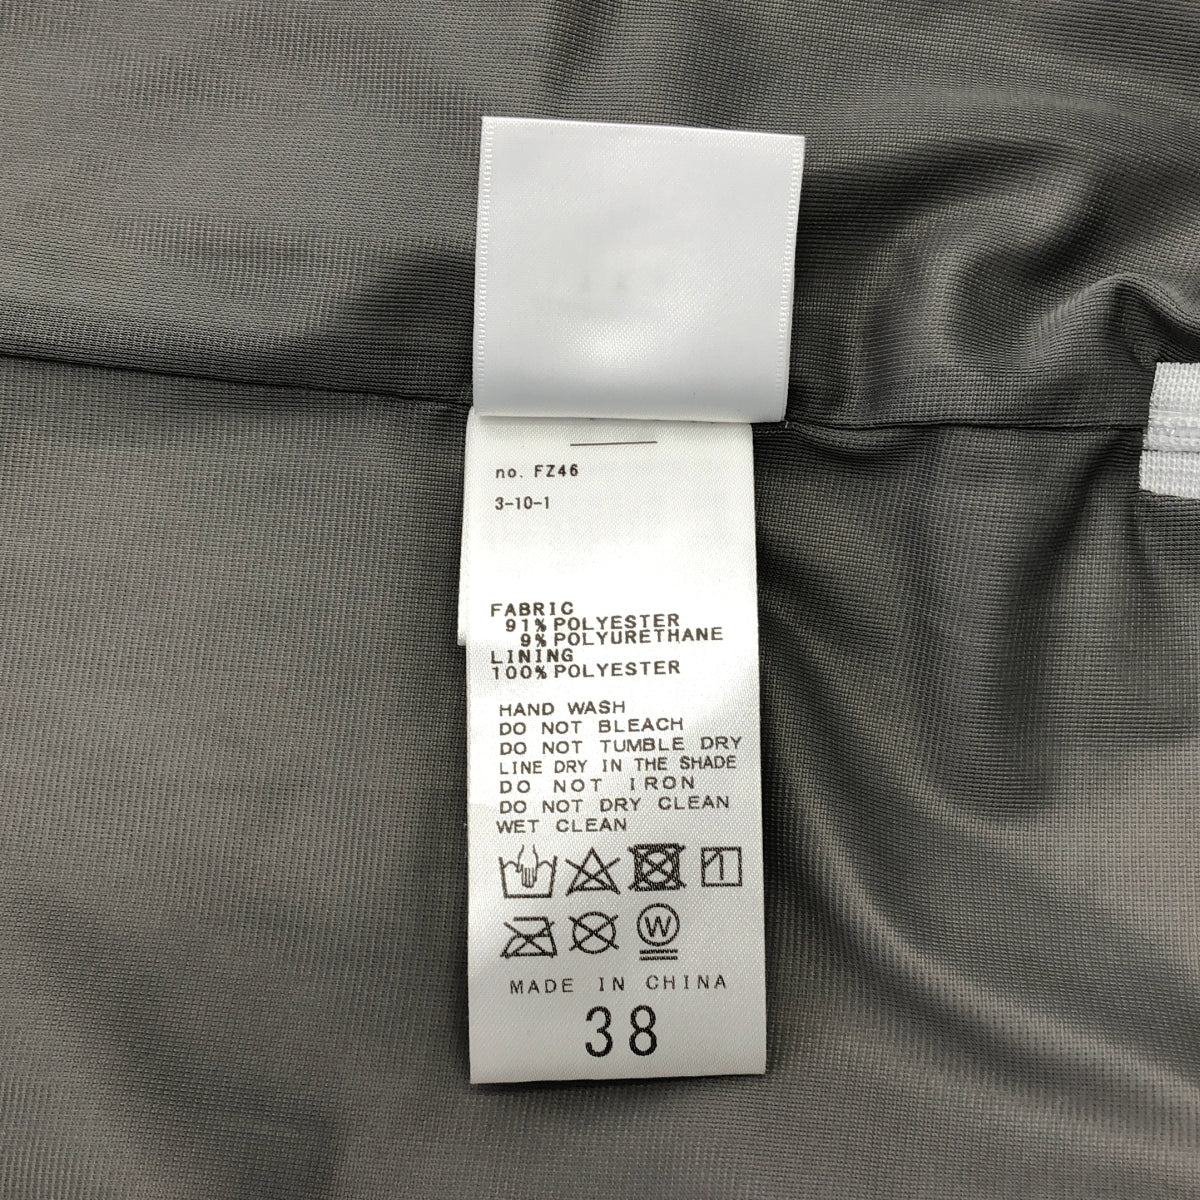 no. FZ46
3-10-1
FABRIC
91% POLYESTER
9% POLYURETHANE
LINING
100% POLYESTER
HAND WASH
DO NOT BLEACH
DO NOT TUMBLE DRY
LINE DRY IN THE SHADE
DO NOT IRON
DO NOT DRY CLEAN
WET CLEAN
W
MADE IN CHINA
38